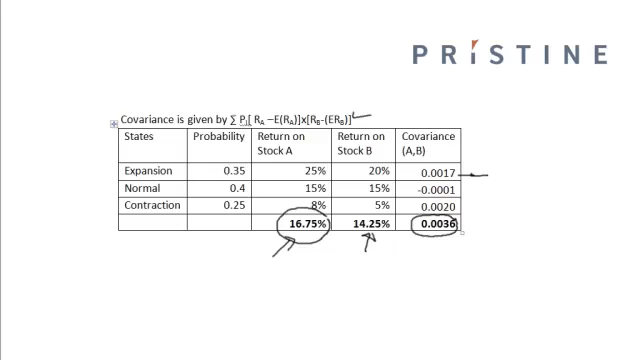 PRISTINE
Covariance is given by ∑ Pi[ RA –E(RA)]x[RB-(ERB)]
States Probability Return on Stock A Return on Stock B Covariance (A,B)
Expansion 0.35 25% 20% 0.0017
Normal 0.4 15% 15% -0.0001
Contraction 0.25 8% 5% 0.0020
16.75% 14.25% 0.0036